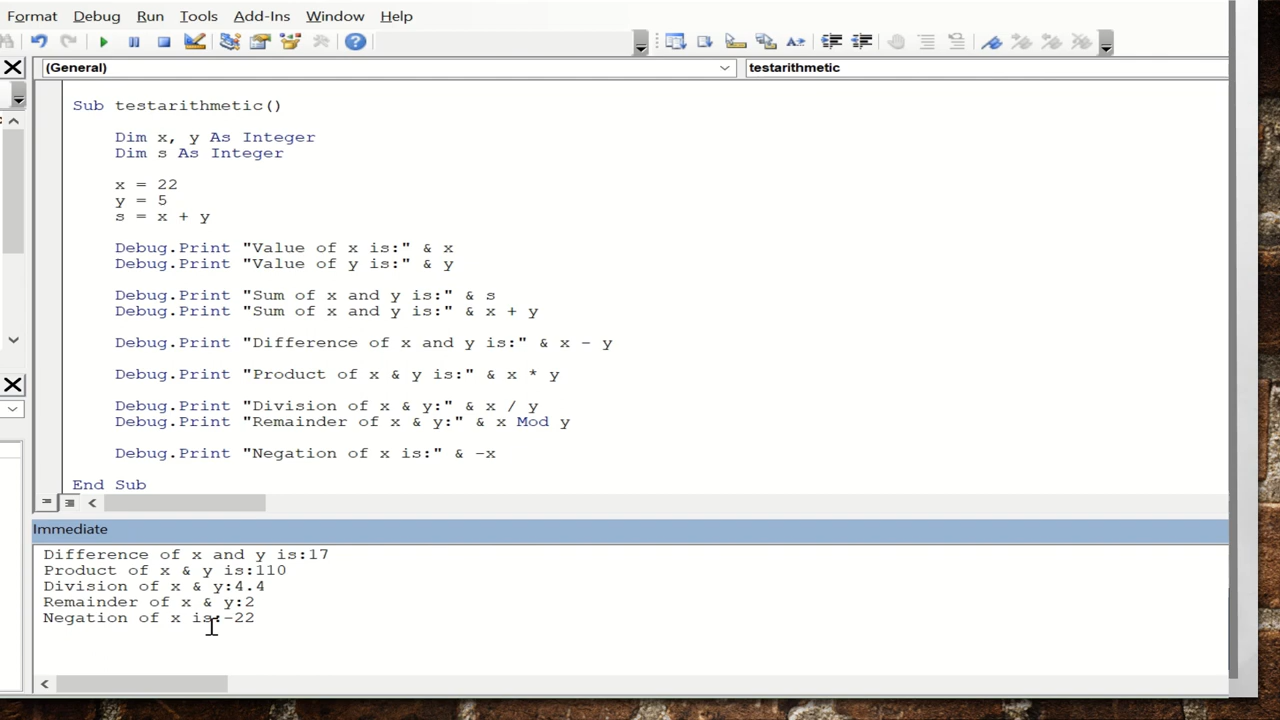 Format Debug Run Tools Add-Ins Window Help
(General) testarithmetic
Sub testarithmetic()
Dim x, y As Integer
Dim s As Integer
x = 22
y = 5
s = x + y
Debug.Print "Value of x is:" & x
Debug.Print "Value of y is:" & y
Debug.Print "Sum of x and y is:" & s
Debug.Print "Sum of x and y is:" & x + y
Debug.Print "Difference of x and y is:" & x - y
Debug.Print "Product of x & y is:" & x * y
Debug.Print "Division of x & y:" & x / y
Debug.Print "Remainder of x & y:" & x Mod y
Debug.Print "Negation of x is:" & -x
End Sub
Immediate
Difference of x and y is:17
Product of x & y is:110
Division of x & y:4.4
Remainder of x & y:2
Negation of x is:-22